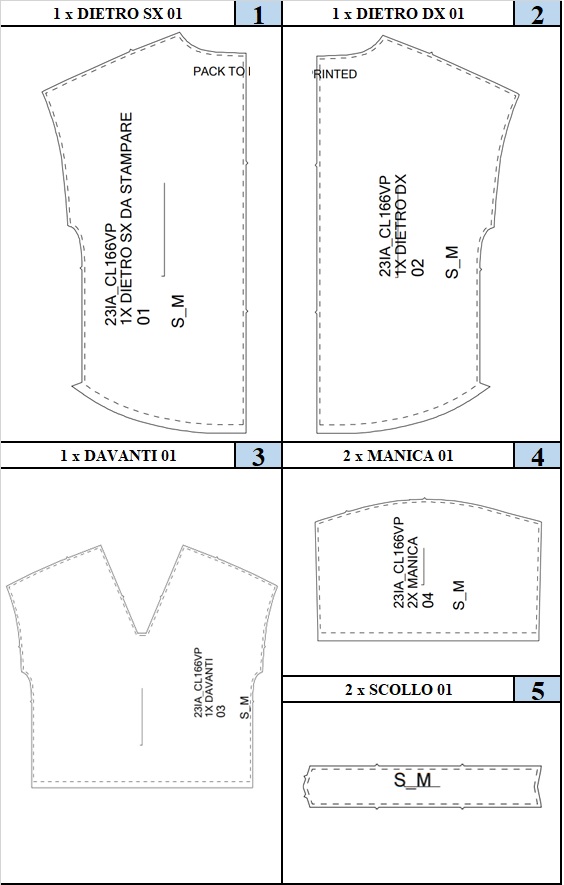 1 x DIETRO SX 01
1
PACK TO
23IA_CL166VP
1X DIETRO SX DA STAMPARE
01
S_M
1 x DIETRO DX 01
2
RINTED
23IA_CL166VP
1X DIETRO DX
02
S_M
1 x DAVANTI 01
3
23IA_CL166VP
1X DAVANTI
03
S_M
2 x MANICA 01
4
23IA_CL166VP
2X MANICA
04
S_M
2 x SCOLLO 01
5
S_M